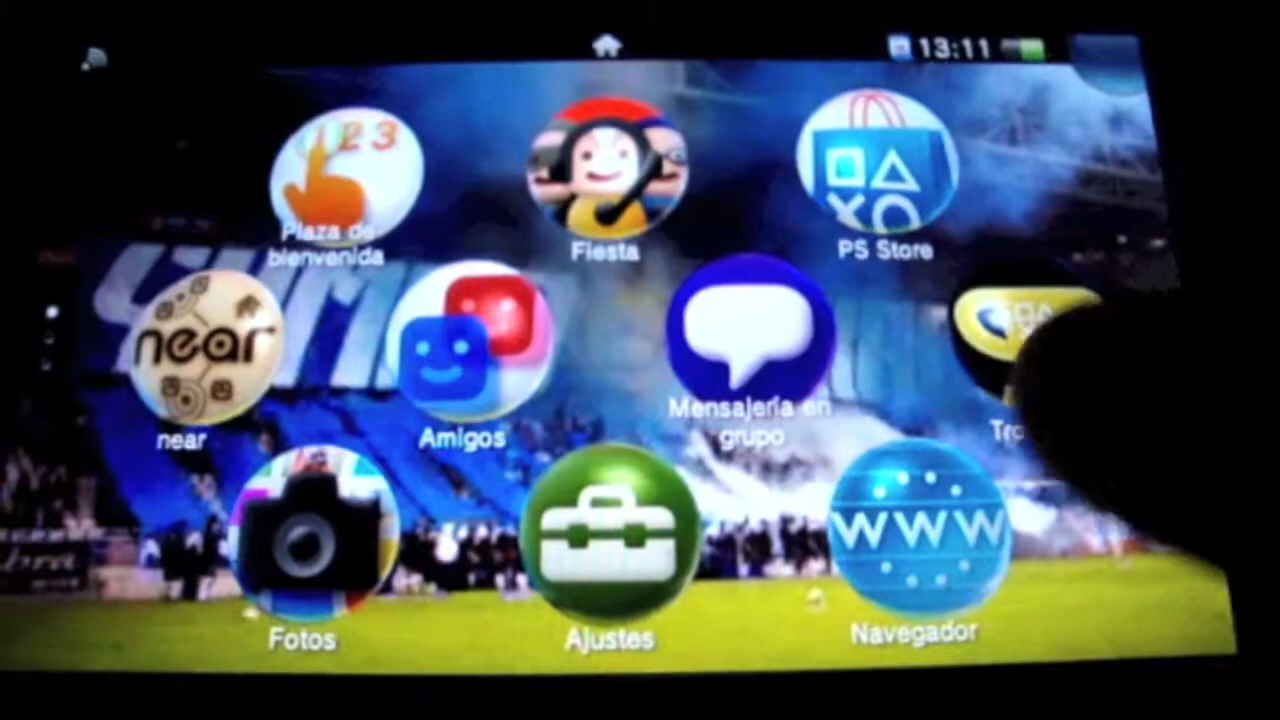 13:11
123
Plaza de
bienvenida
Fiesta
PS Store
near
near
Amigos
Mensajería en
grupo
Fotos
Ajustes
WWW
Navegador